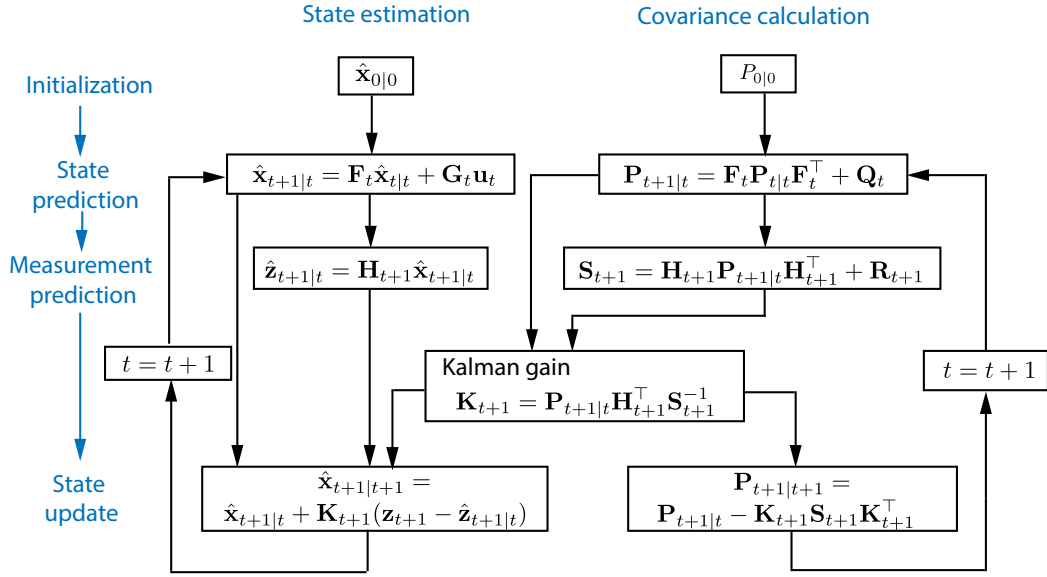 State estimation
Covariance calculation
Initialization
x̂₀|₀
P₀|₀
State
prediction
x̂_{t+1|t} = F_t x̂_{t|t} + G_t u_t
P_{t+1|t} = F_t P_{t|t} F_t^⊤ + Q_t
Measurement
prediction
ẑ_{t+1|t} = H_{t+1} x̂_{t+1|t}
S_{t+1} = H_{t+1} P_{t+1|t} H_{t+1}^⊤ + R_{t+1}
t = t + 1
Kalman gain
K_{t+1} = P_{t+1|t} H_{t+1}^⊤ S_{t+1}^{-1}
t = t + 1
State
update
x̂_{t+1|t+1} =
x̂_{t+1|t} + K_{t+1}(z_{t+1} − ẑ_{t+1|t})
P_{t+1|t+1} =
P_{t+1|t} − K_{t+1} S_{t+1} K_{t+1}^⊤